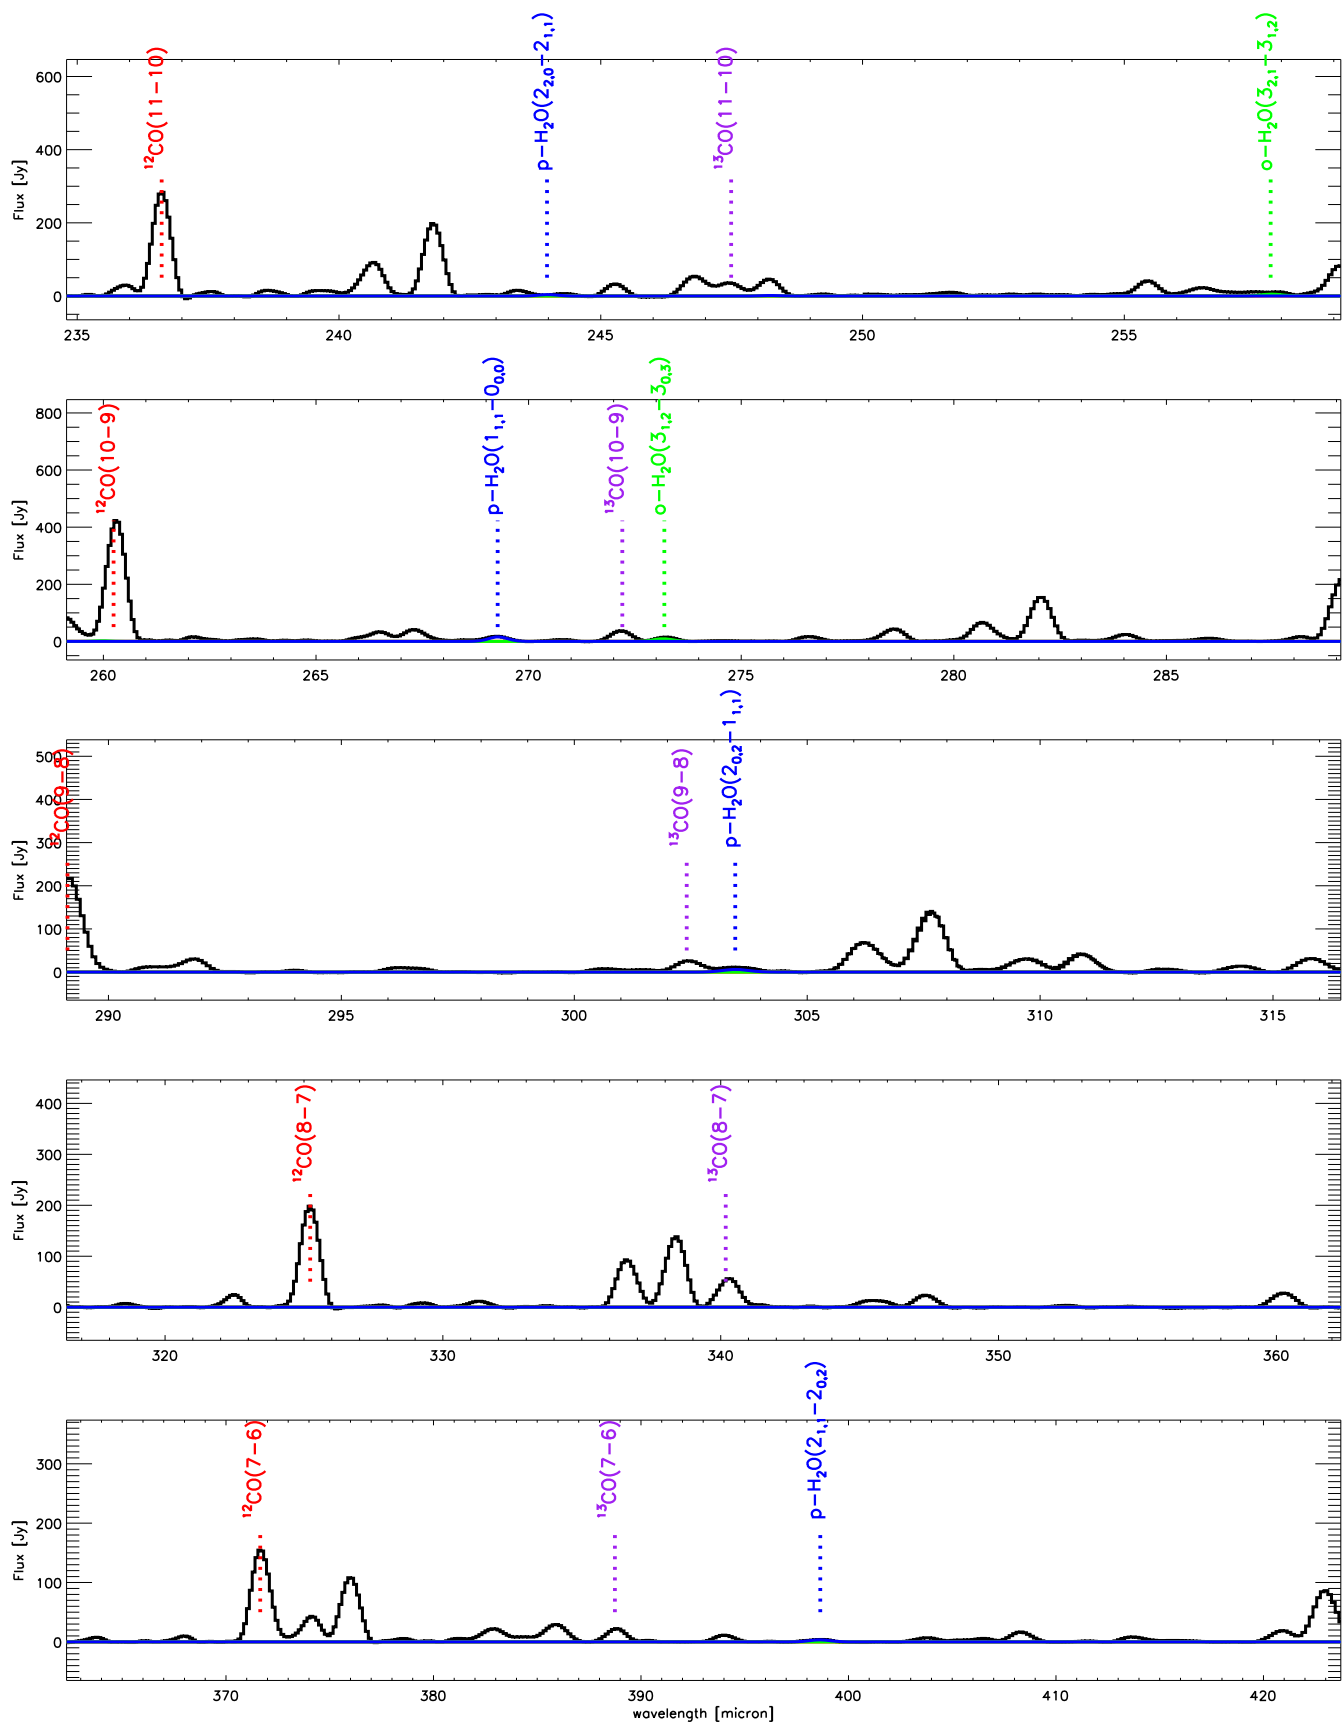 ¹²CO(11−10)
p−H₂O(2₂,₀−2₁,₁)
¹³CO(11−10)
o−H₂O(3₂,₁−3₁,₂)
Flux [Jy]
600
400
200
0
235 240 245 250 255
¹²CO(10−9)
p−H₂O(1₁,₁−0₀,₀)
¹³CO(10−9)
o−H₂O(3₁,₂−3₀,₃)
Flux [Jy]
800
600
400
200
0
260 265 270 275 280 285
¹²CO(9−8)
¹³CO(9−8)
p−H₂O(2₀,₂−1₁,₁)
Flux [Jy]
500
400
300
200
100
0
290 295 300 305 310 315
¹²CO(8−7)
¹³CO(8−7)
Flux [Jy]
400
300
200
100
0
320 330 340 350 360
¹²CO(7−6)
¹³CO(7−6)
p−H₂O(2₁,₁−2₀,₂)
Flux [Jy]
300
200
100
0
370 380 390 400 410 420
wavelength [micron]